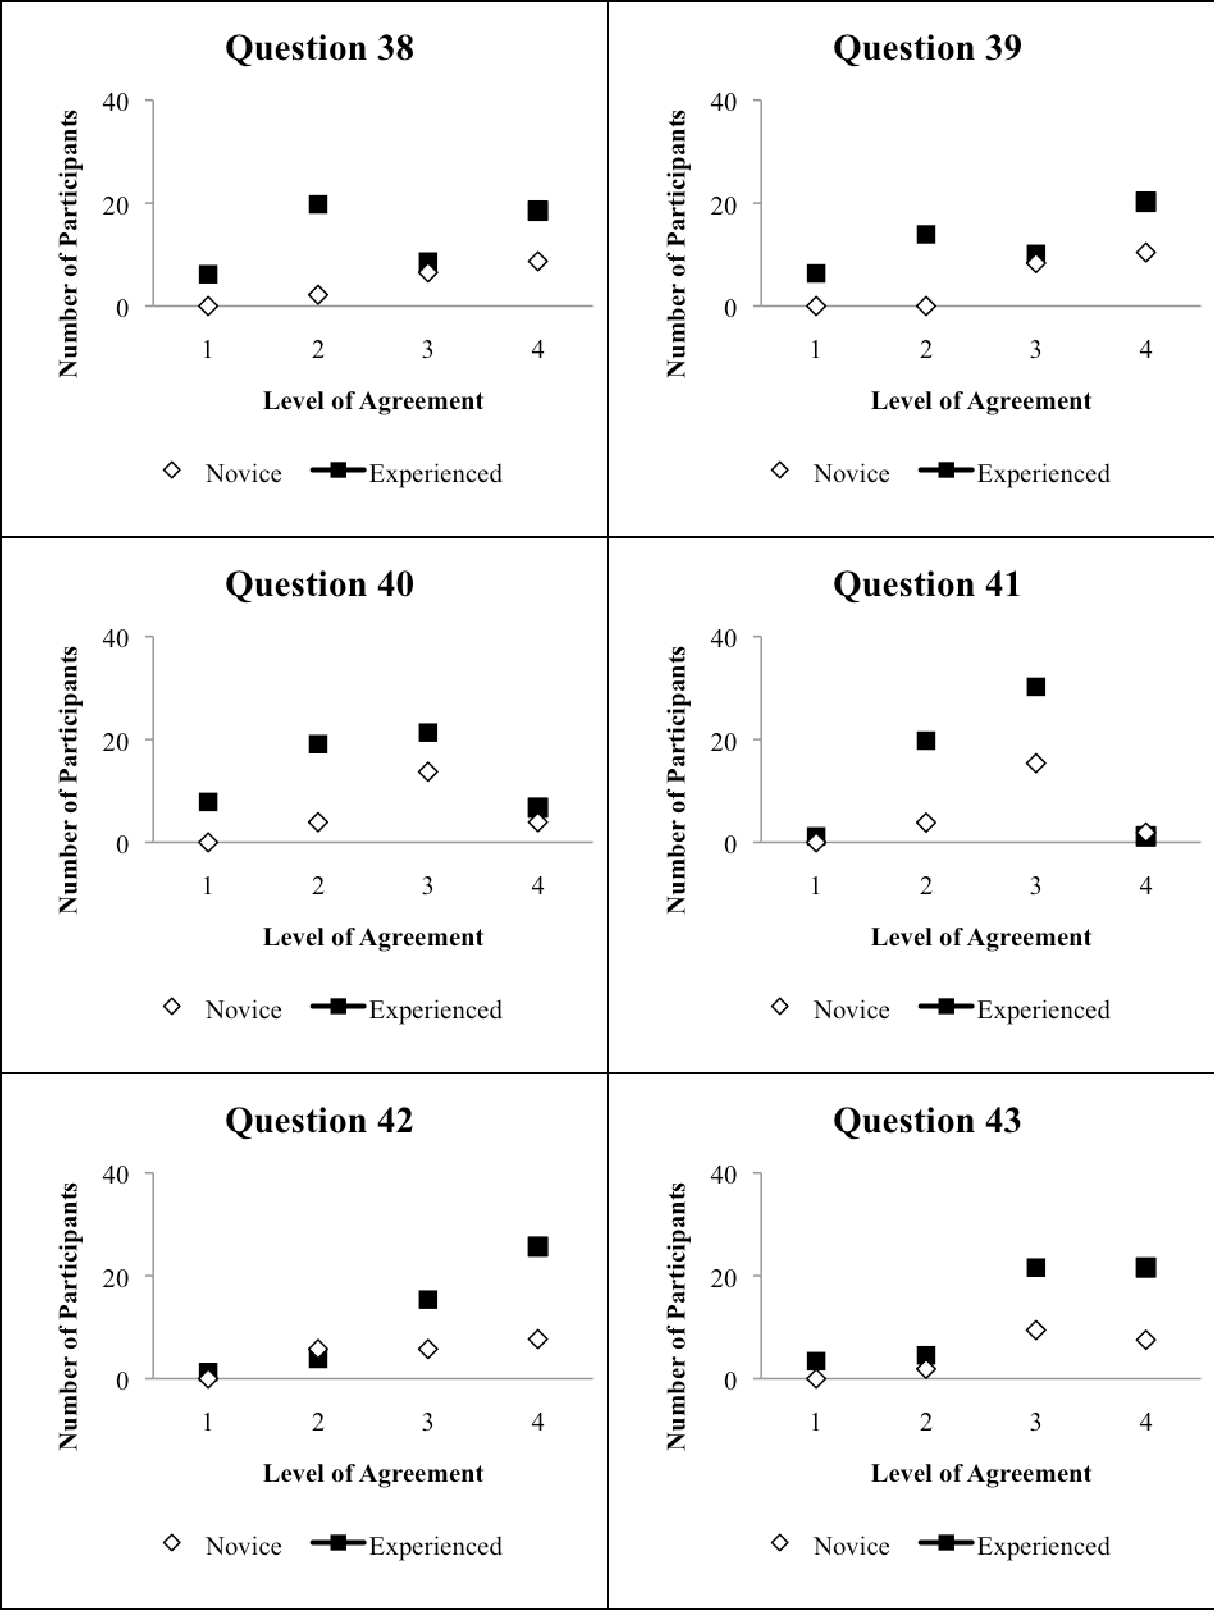 Question 38
40
20
0
Number of Participants
1 2 3 4
Level of Agreement
Novice Experienced
Question 39
40
20
0
Number of Participants
1 2 3 4
Level of Agreement
Novice Experienced
Question 40
40
20
0
Number of Participants
1 2 3 4
Level of Agreement
Novice Experienced
Question 41
40
20
0
Number of Participants
1 2 3 4
Level of Agreement
Novice Experienced
Question 42
40
20
0
Number of Participants
1 2 3 4
Level of Agreement
Novice Experienced
Question 43
40
20
0
Number of Participants
1 2 3 4
Level of Agreement
Novice Experienced